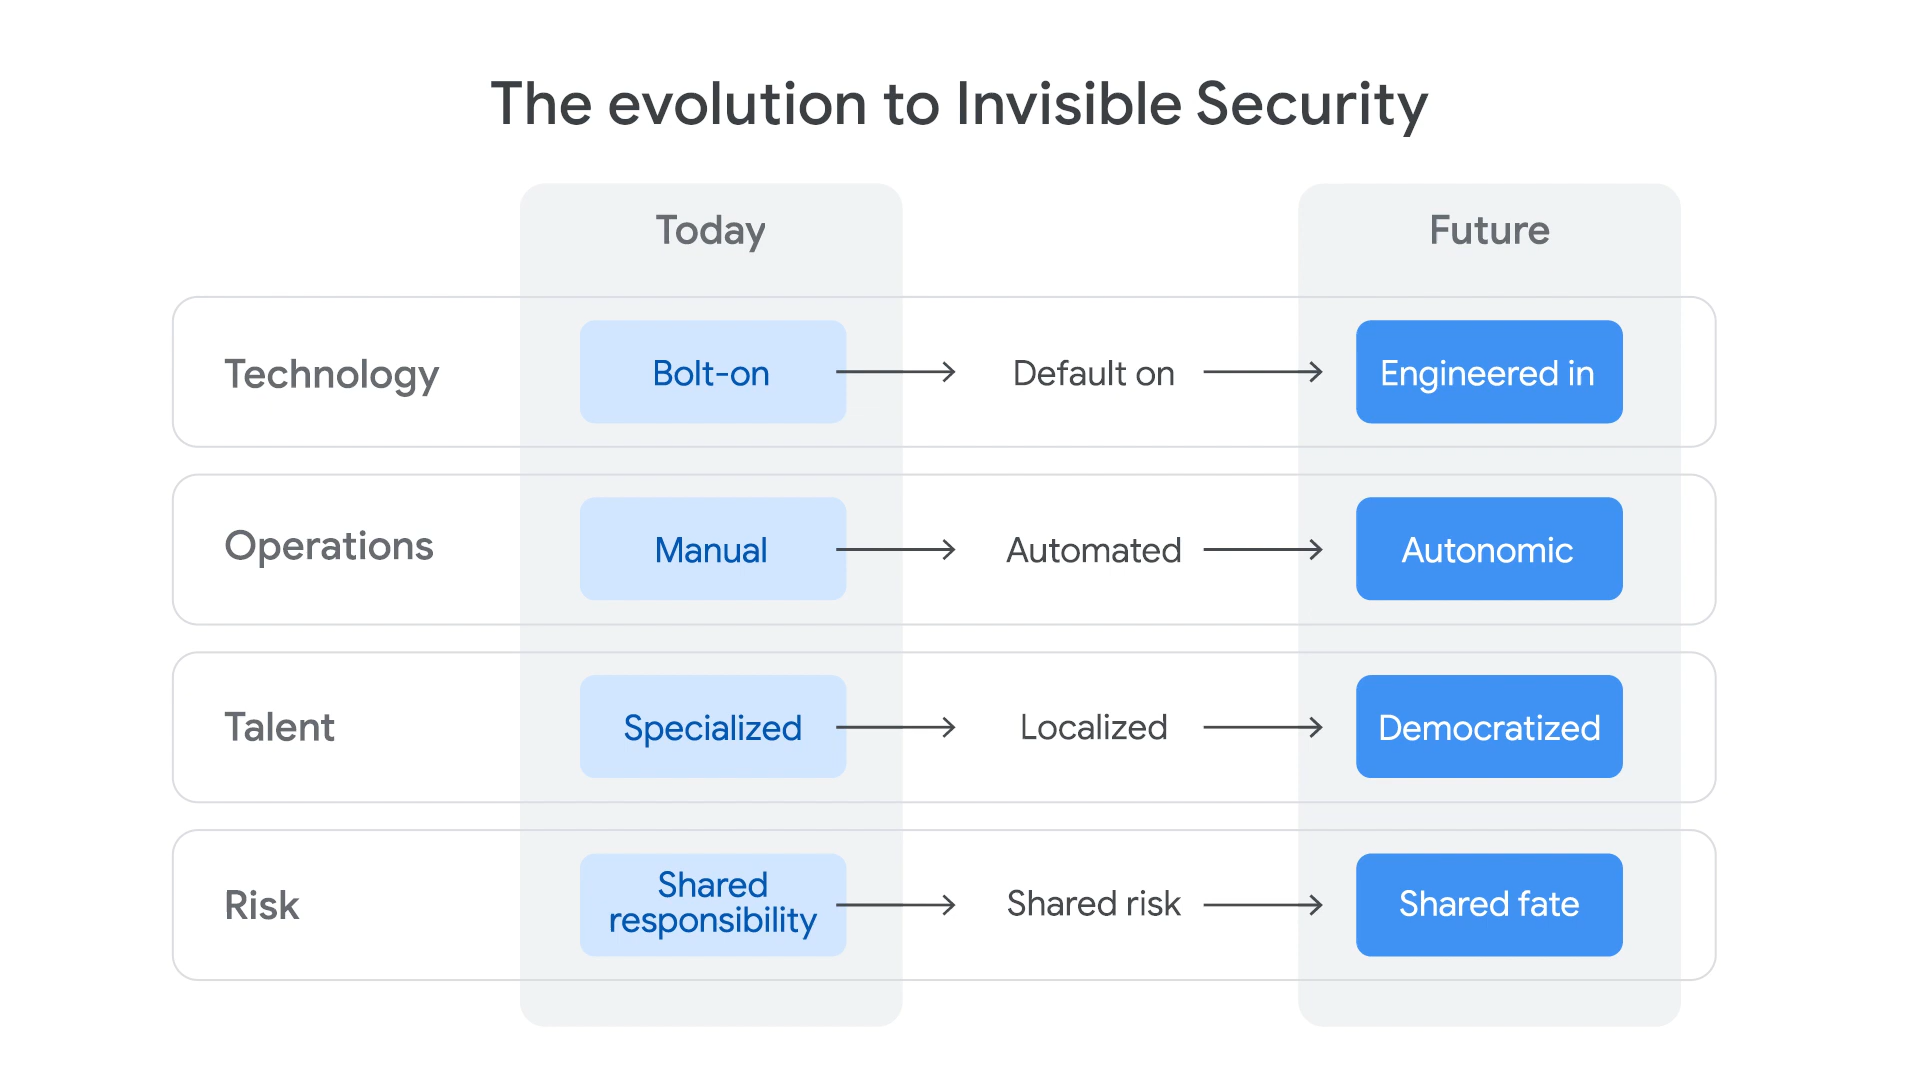 The evolution to Invisible Security
Today
Future
Technology
Bolt-on
Default on
Engineered in
Operations
Manual
Automated
Autonomic
Talent
Specialized
Localized
Democratized
Risk
Shared
responsibility
Shared risk
Shared fate